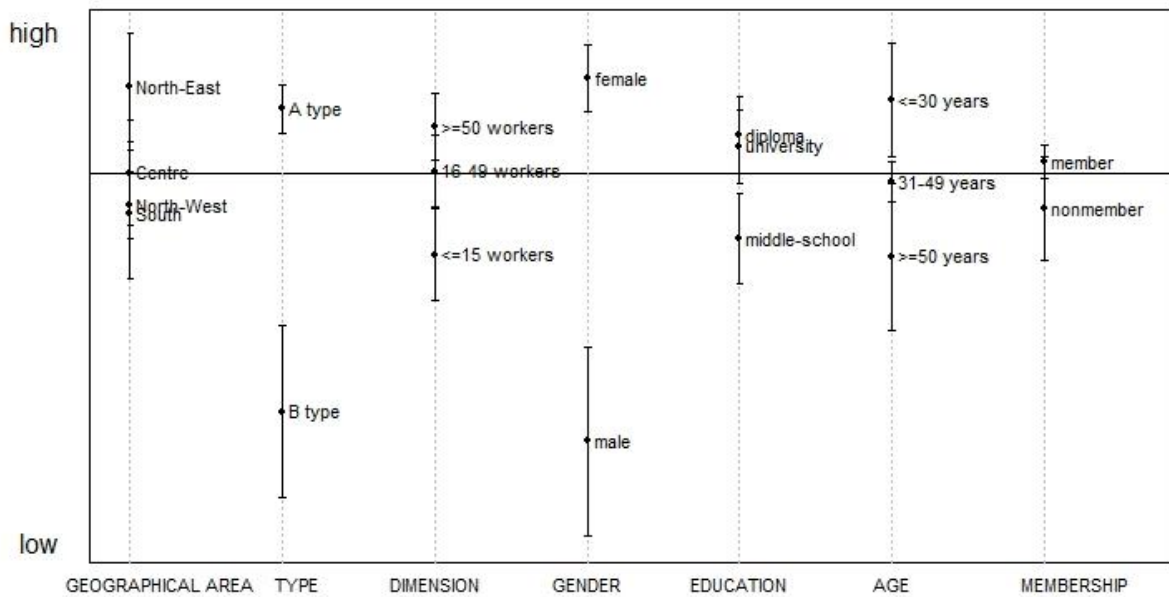 high
North-East
Centre
North-West
South
A type
B type
>=50 workers
16-49 workers
<=15 workers
female
male
diploma
university
middle-school
<=30 years
31-49 years
>=50 years
member
nonmember
low
GEOGRAPHICAL AREA TYPE DIMENSION GENDER EDUCATION AGE MEMBERSHIP